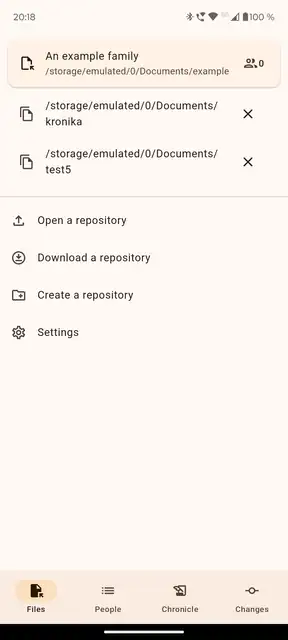 20:18
100 %
An example family
/storage/emulated/0/Documents/example
0
/storage/emulated/0/Documents/
kronika
/storage/emulated/0/Documents/
test5
Open a repository
Download a repository
Create a repository
Settings
Files
People
Chronicle
Changes